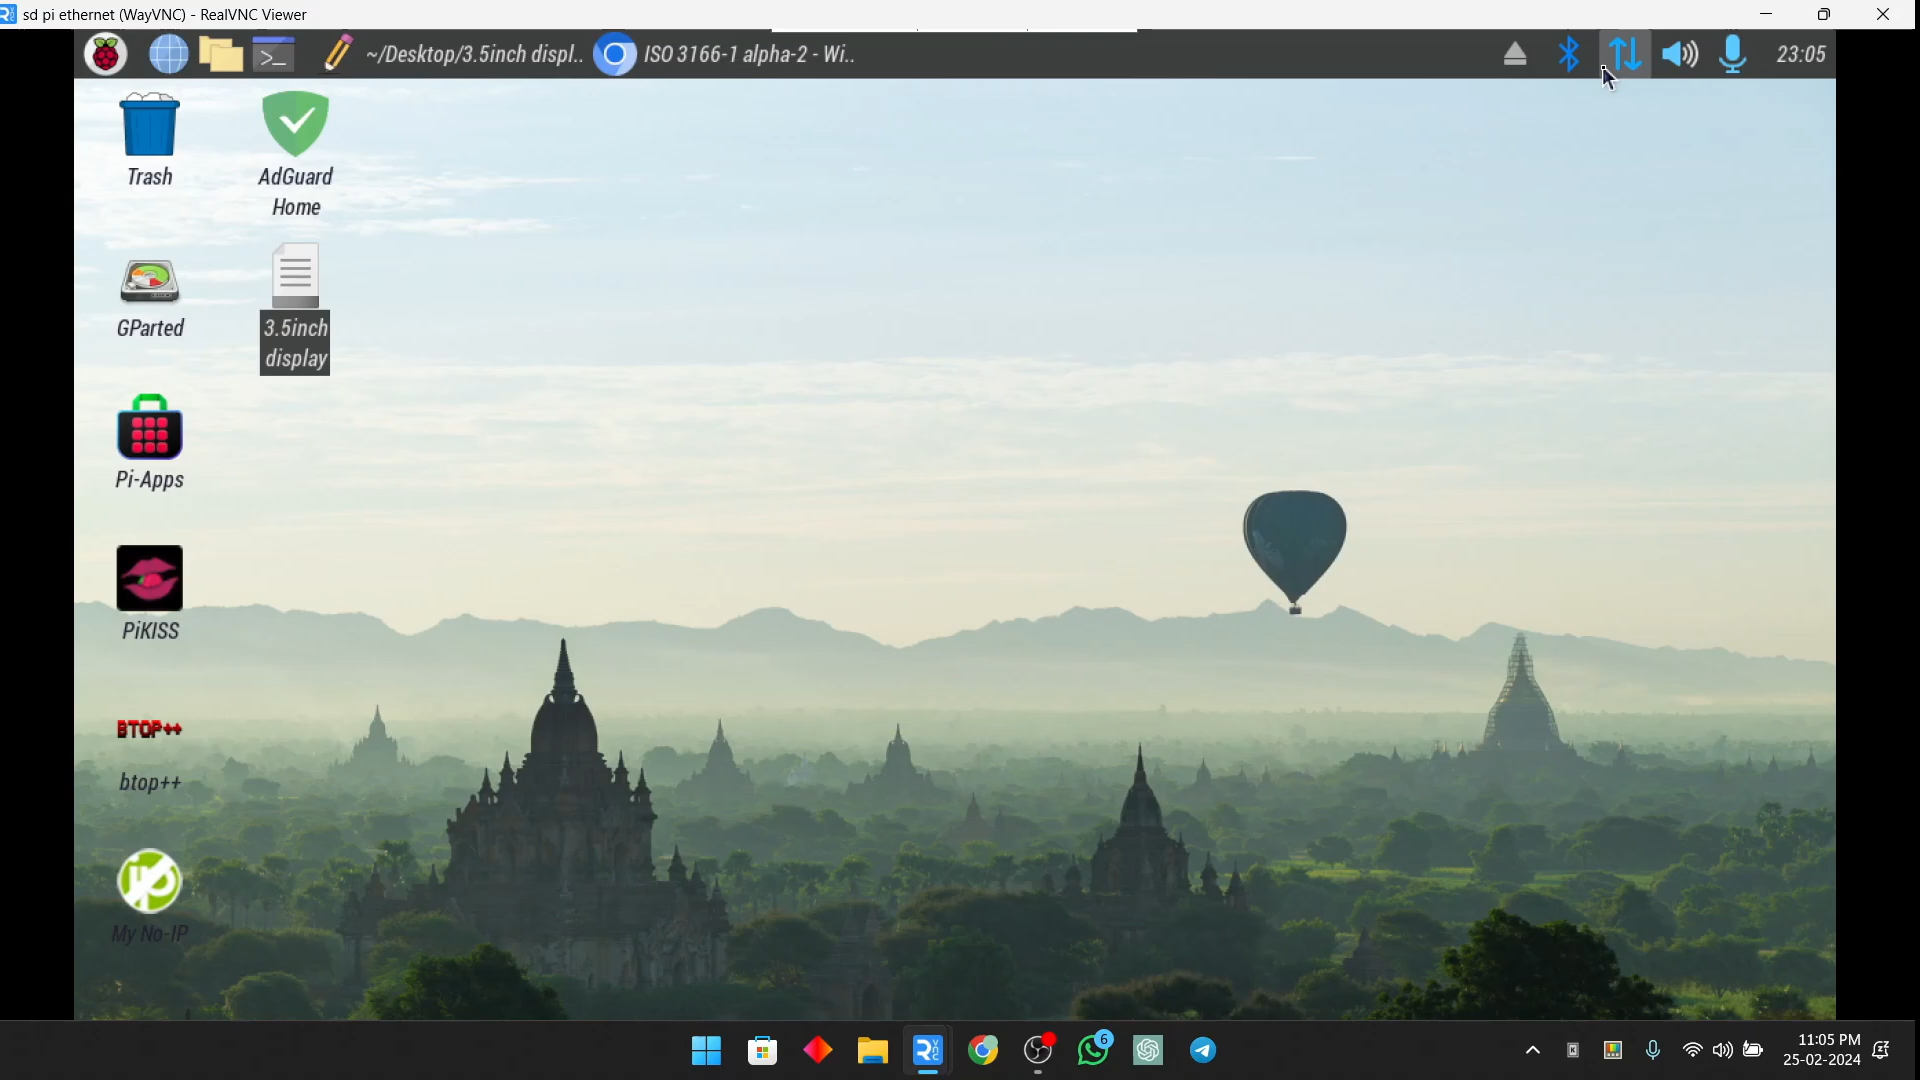 sd pi ethernet (WayVNC) - RealVNC Viewer
~/Desktop/3.5inch displ..
ISO 3166-1 alpha-2 - Wi..
23:05
Trash
AdGuard
Home
GParted
3.5inch
display
Pi-Apps
PiKISS
BTOP++
btop++
My No-IP
6
11:05 PM
25-02-2024